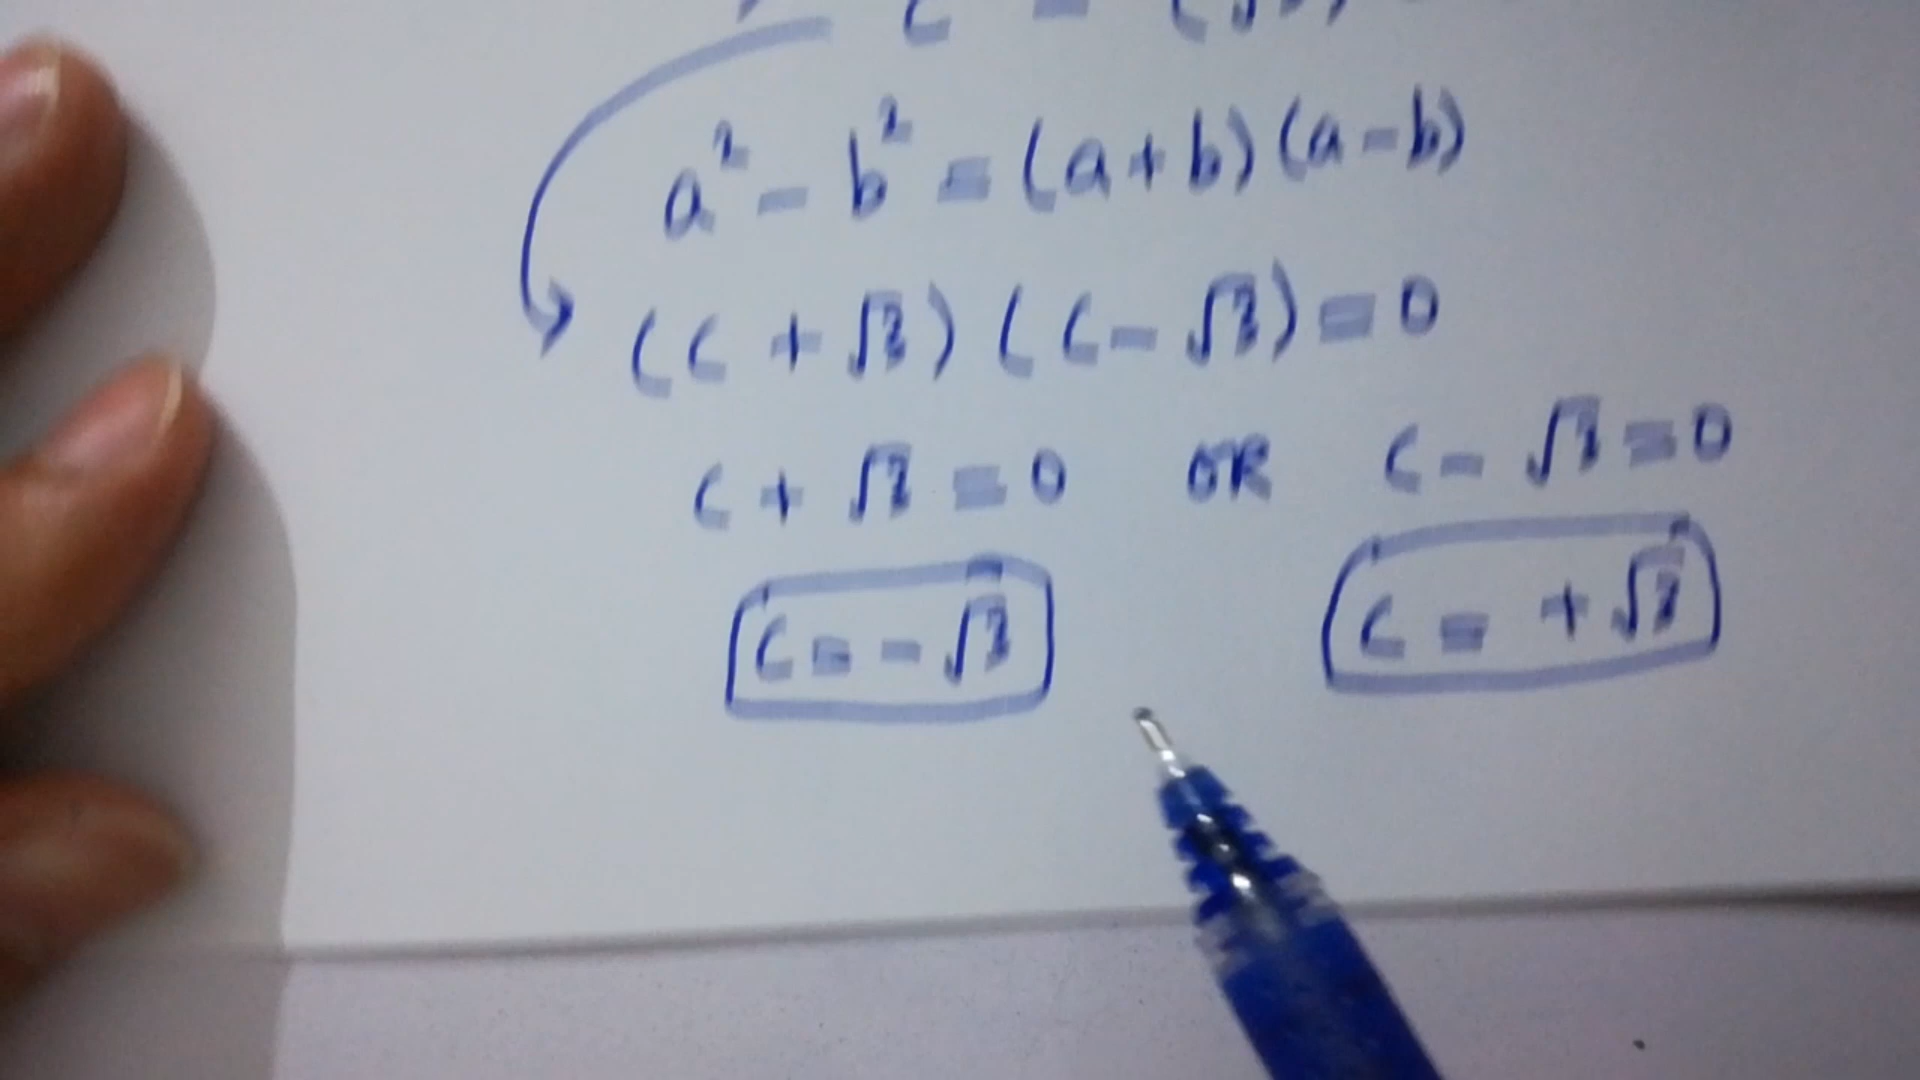 a² - b² = (a+b)(a-b)
(c + √3)(c - √3) = 0
c + √3 = 0 OR c - √3 = 0
c = - √3 c = + √3